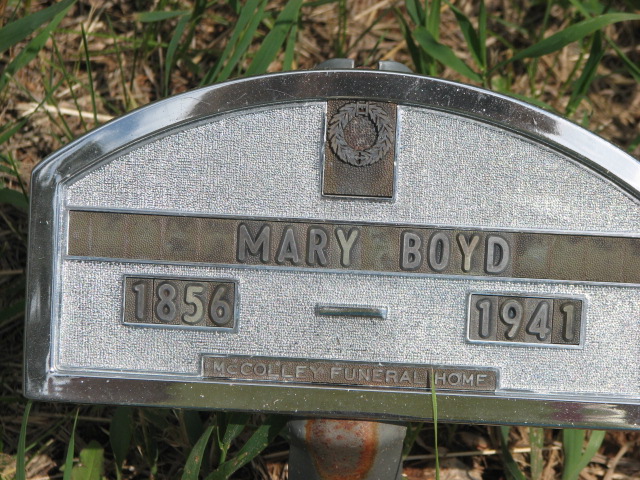 MARY BOYD
1856 — 1941
McCOLLEY FUNERAL HOME